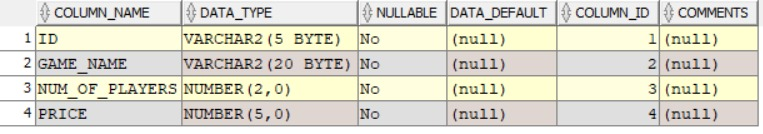 COLUMN_NAME DATA_TYPE NULLABLE DATA_DEFAULT COLUMN_ID COMMENTS
1 ID VARCHAR2(5 BYTE) No (null) 1 (null)
2 GAME_NAME VARCHAR2(20 BYTE) No (null) 2 (null)
3 NUM_OF_PLAYERS NUMBER(2,0) No (null) 3 (null)
4 PRICE NUMBER(5,0) No (null) 4 (null)